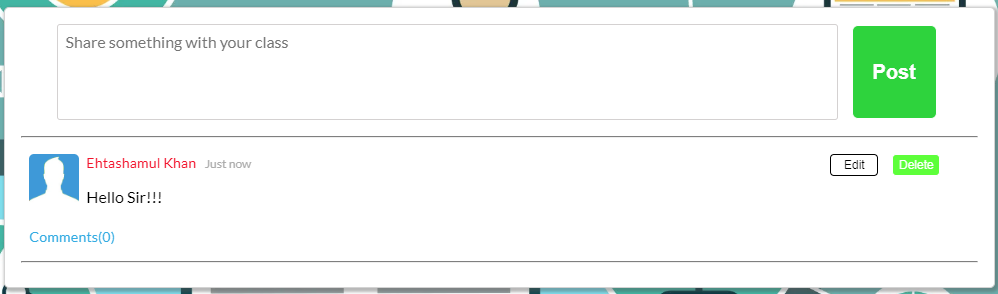 Share something with your class
Post
Ehtashamul Khan Just now
Edit
Delete
Hello Sir!!!
Comments(0)